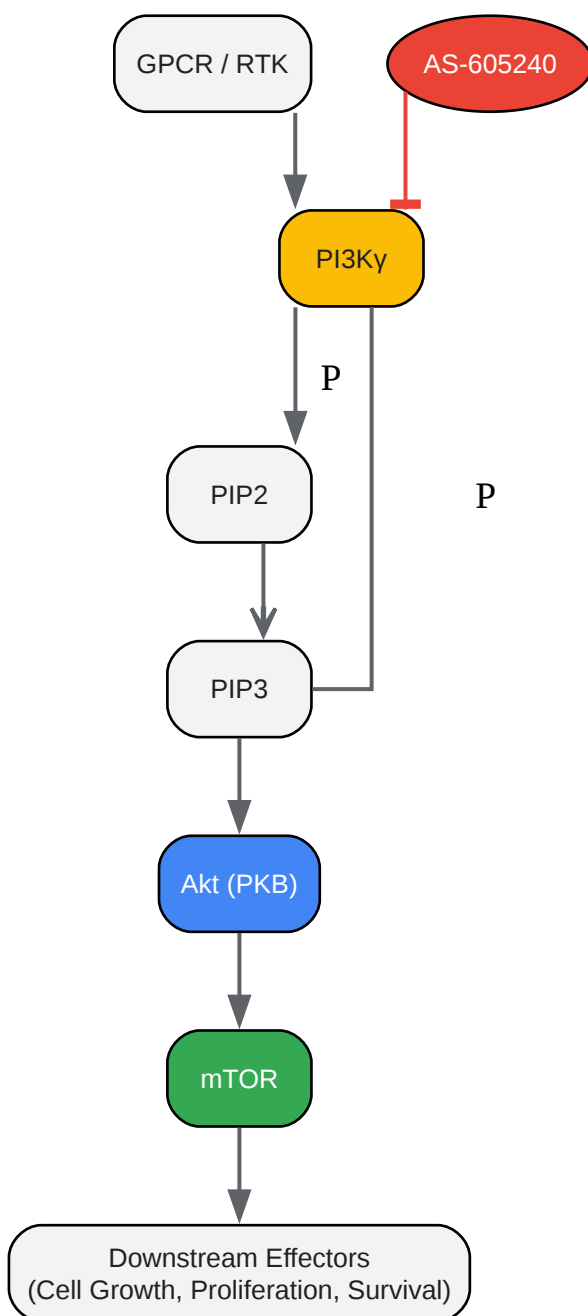 GPCR / RTK
AS-605240
PI3Kγ
P
PIP2
P
PIP3
Akt (PKB)
mTOR
Downstream Effectors
(Cell Growth, Proliferation, Survival)